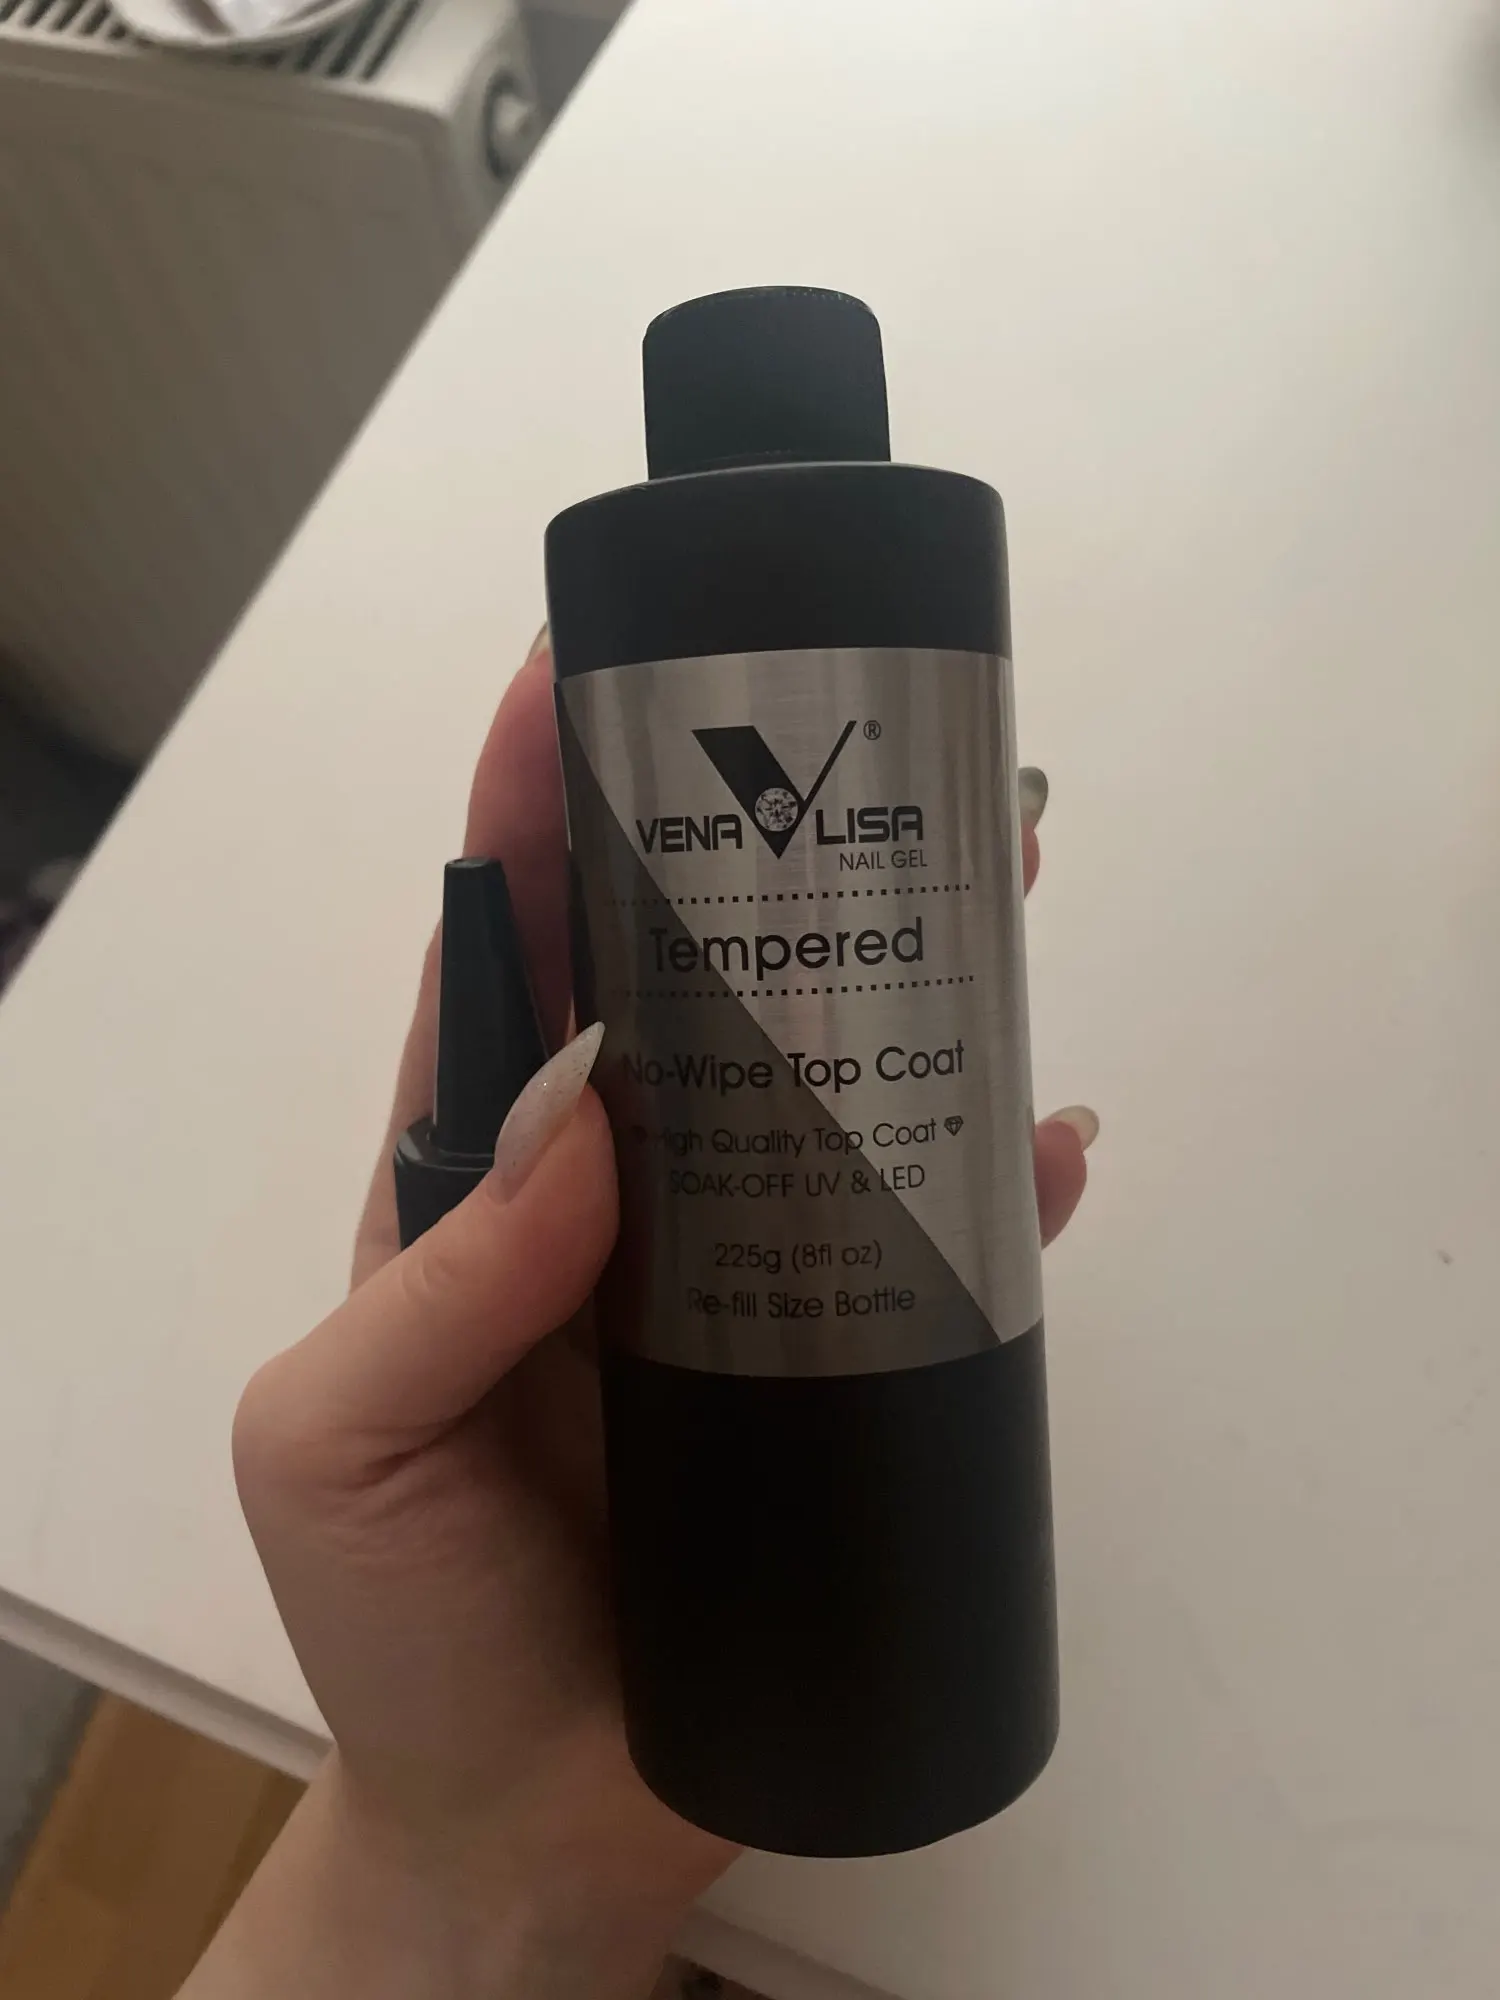 ®
VENA LISA
NAIL GEL
Tempered
No-Wipe Top Coat
High Quality Top Coat
SOAK-OFF UV & LED
225g (8fl oz)
Re-fill Size Bottle